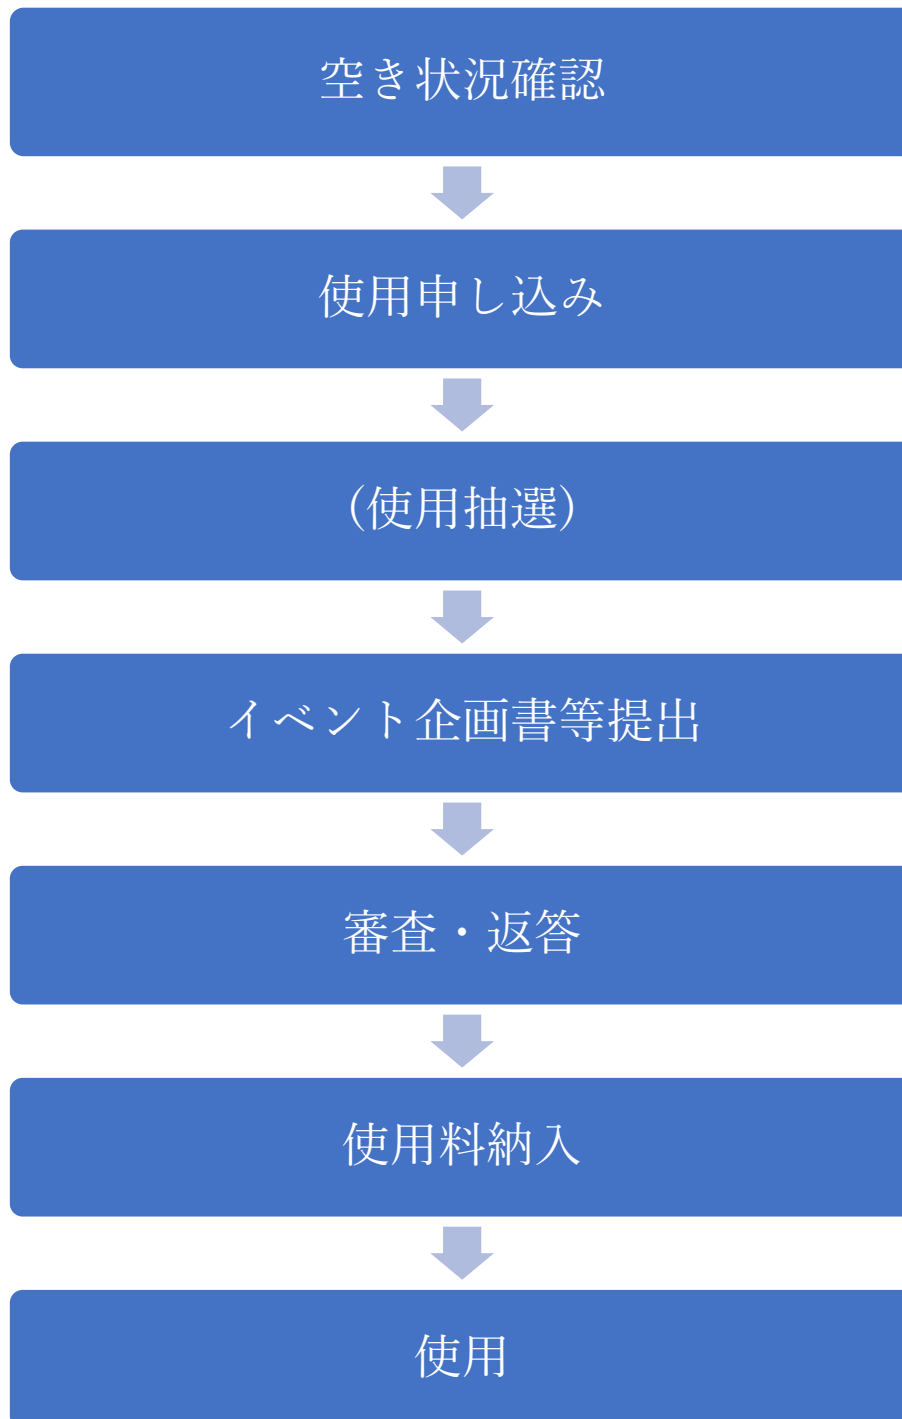 空き状況確認
使用申し込み
（使用抽選）
イベント企画書等提出
審査・返答
使用料納入
使用